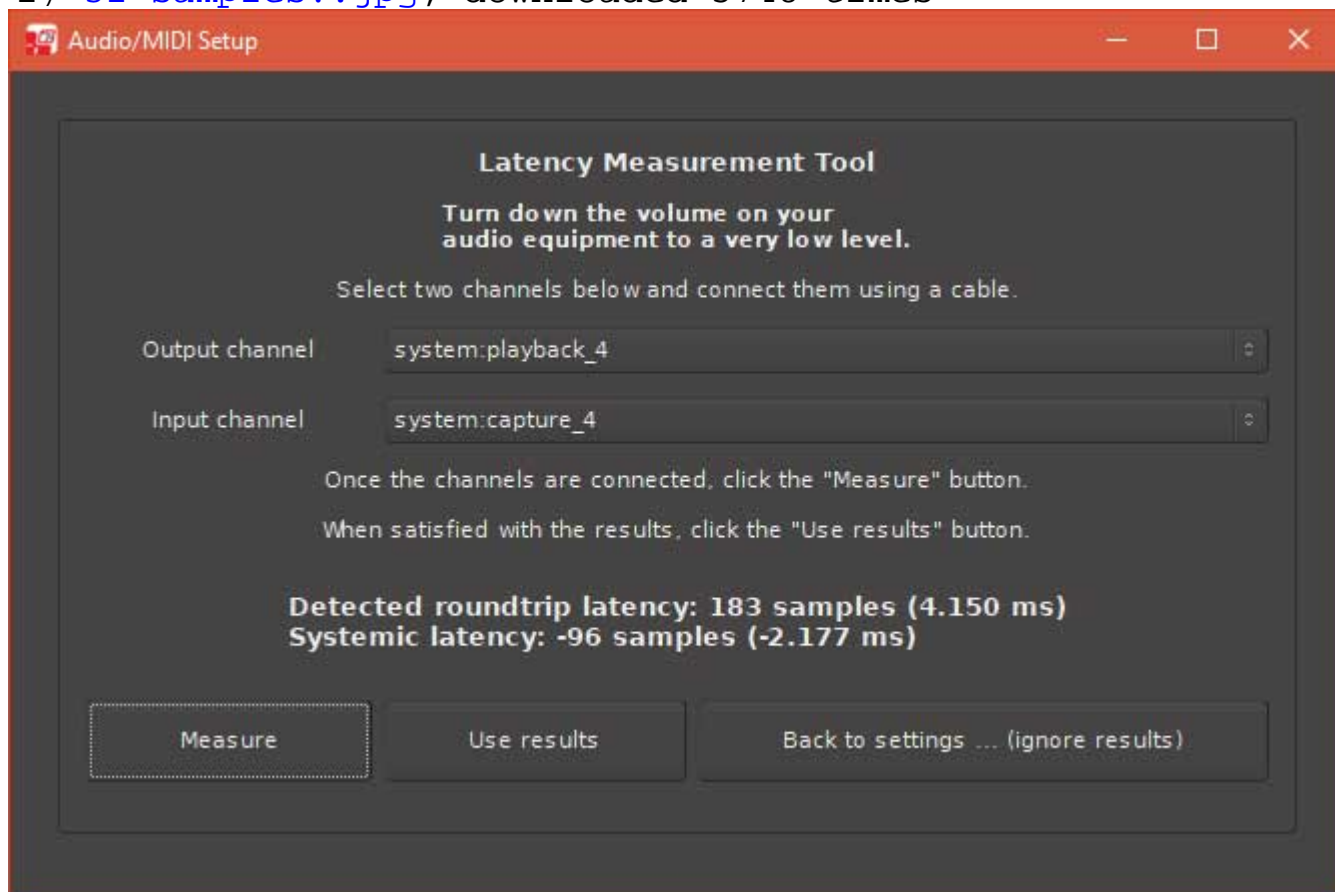 Audio/MIDI Setup
Latency Measurement Tool
Turn down the volume on your
audio equipment to a very low level.
Select two channels below and connect them using a cable.
Output channel system:playback_4
Input channel system:capture_4
Once the channels are connected, click the "Measure" button.
When satisfied with the results, click the "Use results" button.
Detected roundtrip latency: 183 samples (4.150 ms)
Systemic latency: -96 samples (-2.177 ms)
Measure Use results Back to settings ... (ignore results)